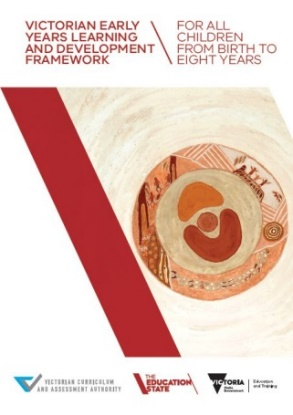 VICTORIAN EARLY
YEARS LEARNING
AND DEVELOPMENT
FRAMEWORK
FOR ALL
CHILDREN
FROM BIRTH TO
EIGHT YEARS
VICTORIAN CURRICULUM
AND ASSESSMENT AUTHORITY
THE
EDUCATION
STATE
VICTORIA
State
Government
Education
and Training